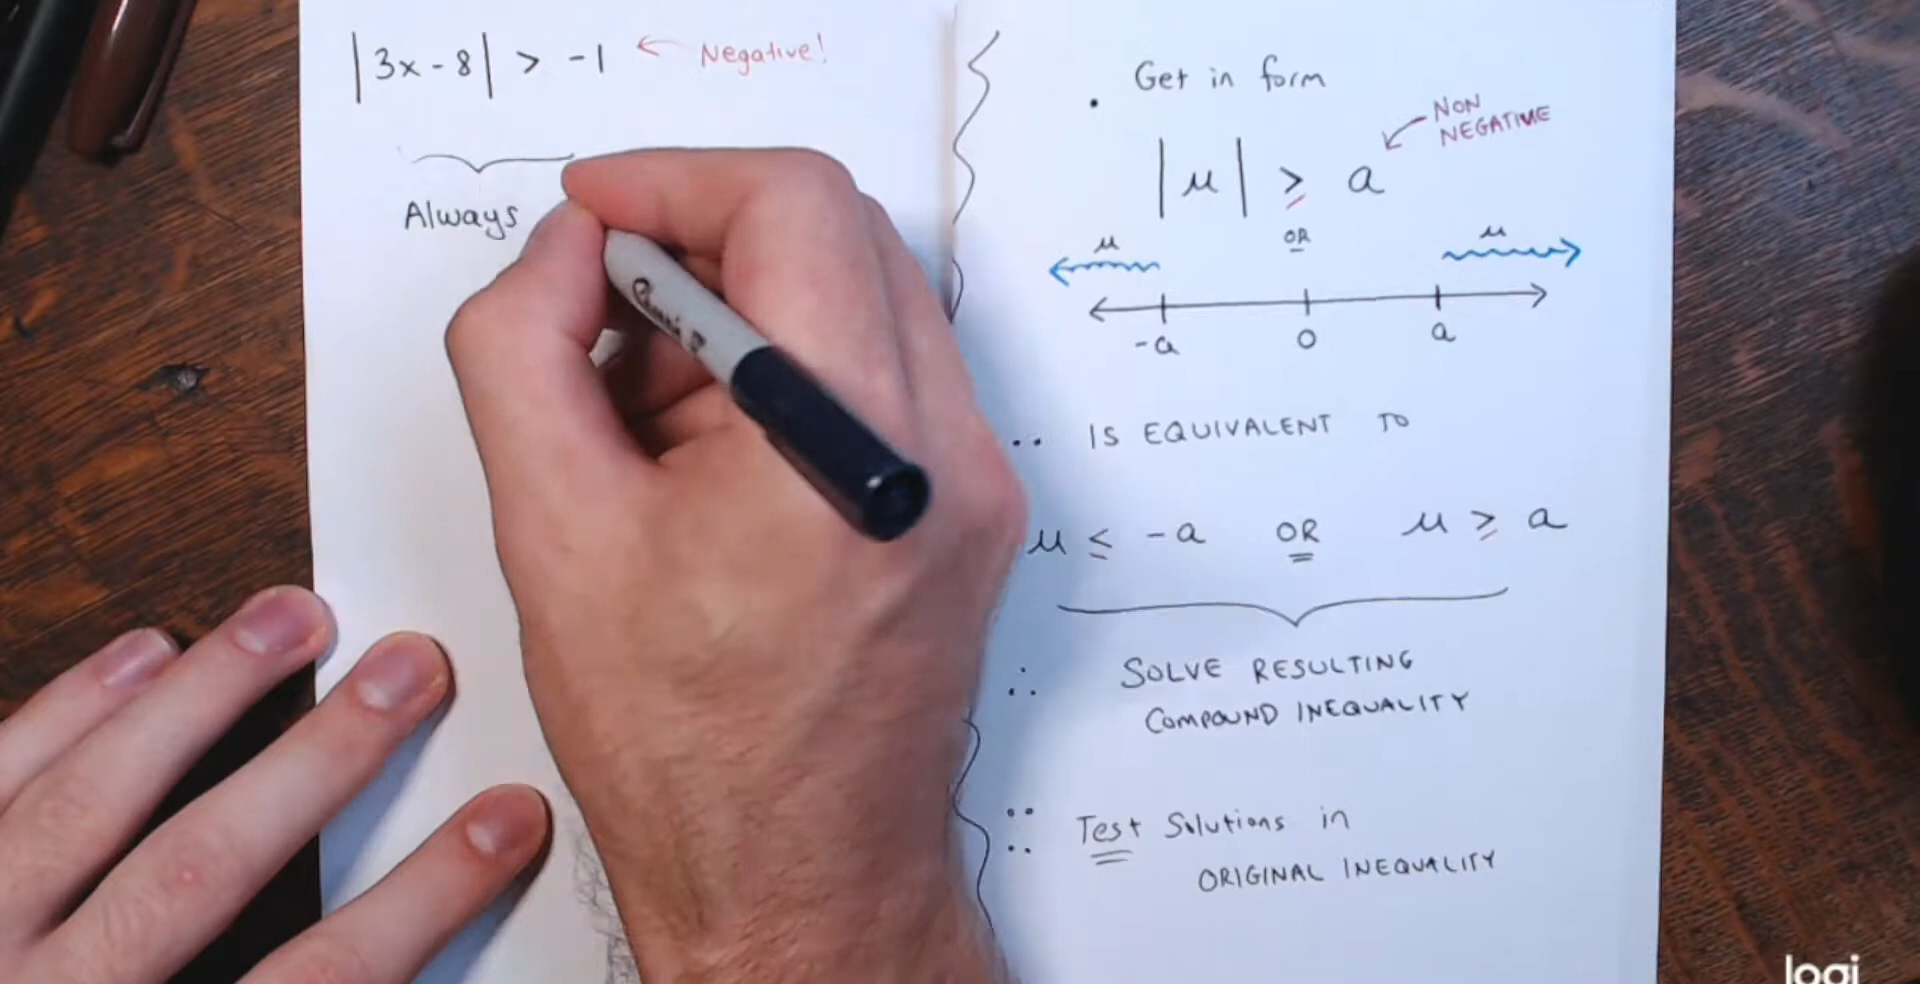 |3x - 8| > -1 ← Negative!
Always
Get in form
NON
NEGATIVE
|u| ≥ a
u OR u
-a 0 a
IS EQUIVALENT TO
u ≤ -a OR u ≥ a
SOLVE RESULTING
COMPOUND INEQUALITY
Test Solutions in
ORIGINAL INEQUALITY
logi